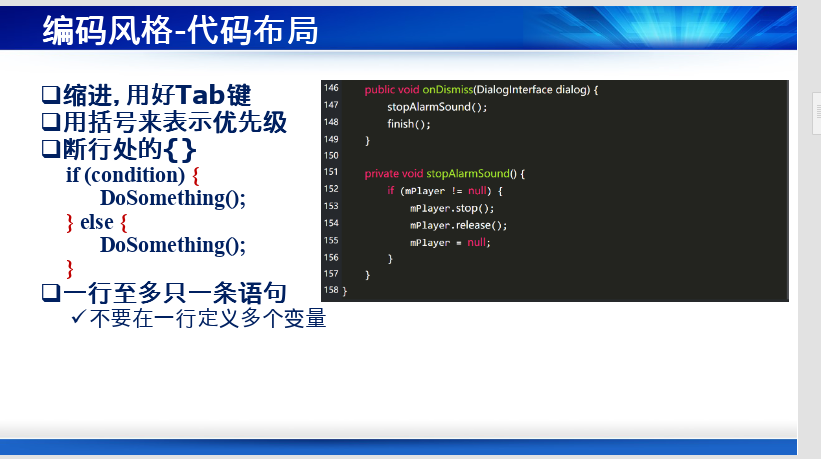 编码风格-代码布局
❑缩进, 用好Tab键
❑用括号来表示优先级
❑断行处的{}
if (condition) {
DoSomething();
} else {
DoSomething();
}
❑一行至多只一条语句
✓不要在一行定义多个变量
146 public void onDismiss(DialogInterface dialog) {
147 stopAlarmSound();
148 finish();
149 }
150
151 private void stopAlarmSound() {
152 if (mPlayer != null) {
153 mPlayer.stop();
154 mPlayer.release();
155 mPlayer = null;
156 }
157 }
158 }